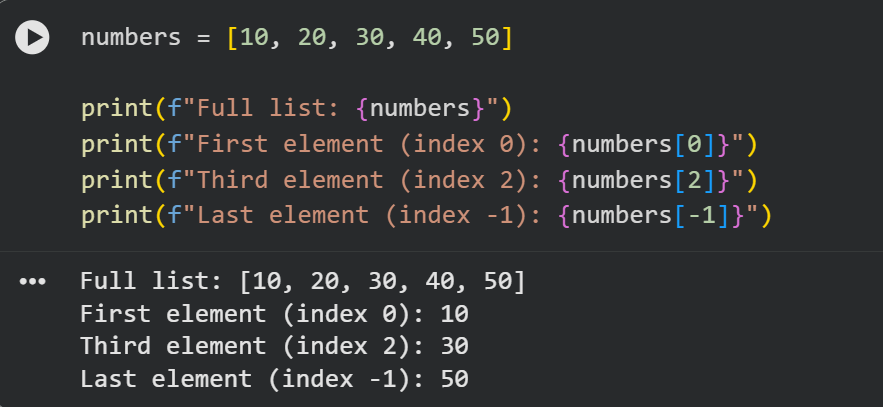 numbers = [10, 20, 30, 40, 50]
print(f"Full list: {numbers}")
print(f"First element (index 0): {numbers[0]}")
print(f"Third element (index 2): {numbers[2]}")
print(f"Last element (index -1): {numbers[-1]}")
Full list: [10, 20, 30, 40, 50]
First element (index 0): 10
Third element (index 2): 30
Last element (index -1): 50